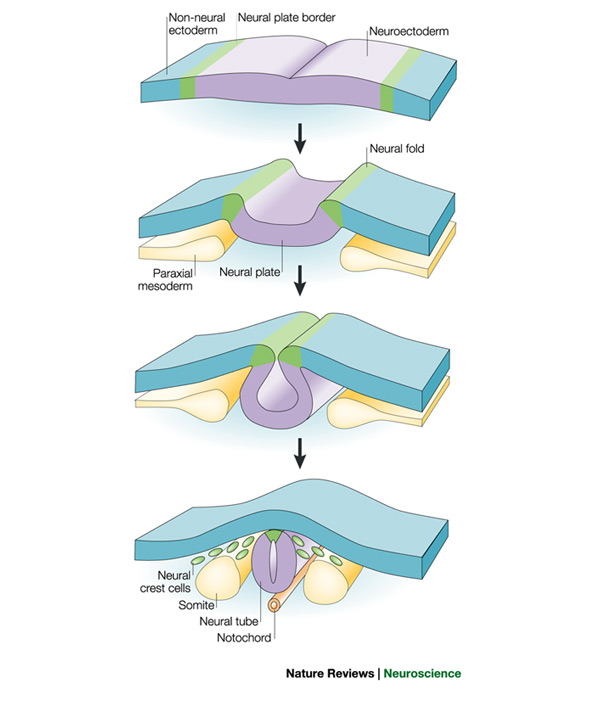 Non-neural
ectoderm
Neural plate border
Neuroectoderm
Neural fold
Paraxial
mesoderm
Neural plate
Neural
crest cells
Somite
Neural tube
Notochord
Nature Reviews | Neuroscience